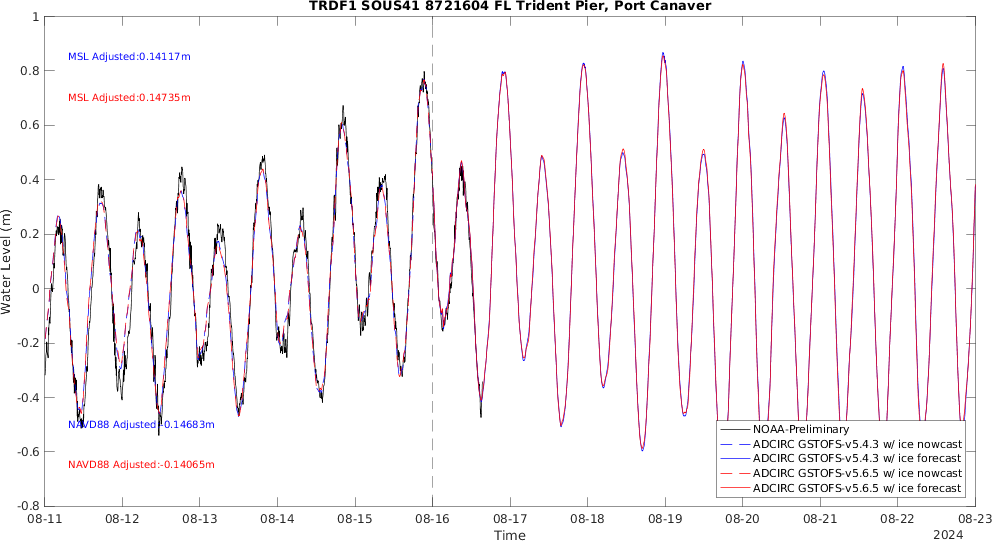 TRDF1 SOUS41 8721604 FL Trident Pier, Port Canaver
1
0.8
0.6
0.4
0.2
0
-0.2
-0.4
-0.6
-0.8
Water Level (m)
MSL Adjusted:0.14117m
MSL Adjusted:0.14735m
NAVD88 Adjusted:-0.14683m
NAVD88 Adjusted:-0.14065m
NOAA-Preliminary
ADCIRC GSTOFS-v5.4.3 w/ ice nowcast
ADCIRC GSTOFS-v5.4.3 w/ ice forecast
ADCIRC GSTOFS-v5.6.5 w/ ice nowcast
ADCIRC GSTOFS-v5.6.5 w/ ice forecast
08-11 08-12 08-13 08-14 08-15 08-16 08-17 08-18 08-19 08-20 08-21 08-22 08-23
Time
2024